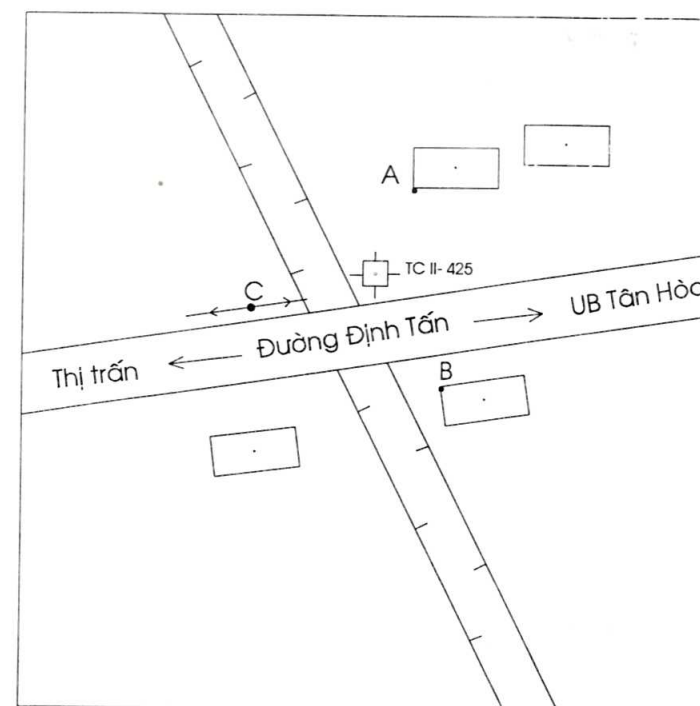 A
TC II- 425
C
UB Tân Hòa
Đường Định Tấn
Thị trấn
B